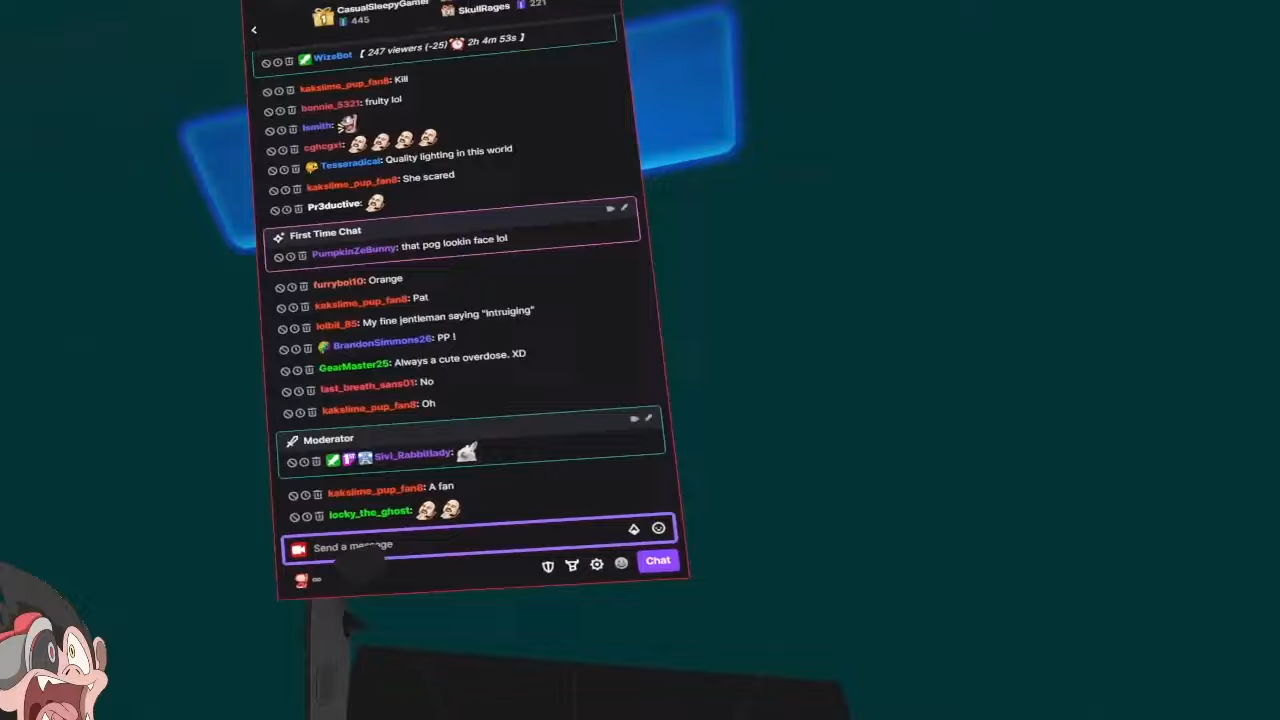 CasualSleepyGamer
445
SkullRages 221
WizeBot [ 247 viewers (-25) 2h 4m 53s ]
kakslime_pup_fan8: Kill
bonnie_5321: fruity lol
lsmith:
cghcgxt:
Tesseradical: Quality lighting in this world
kakslime_pup_fan8: She scared
Pr3ductive:
First Time Chat
PumpkinZeBunny: that pog lookin face lol
furryboi10: Orange
kakslime_pup_fan8: Pat
lolbit_85: My fine jentleman saying "Intruiging"
BrandonSimmons26: PP !
GearMaster25: Always a cute overdose. XD
last_breath_sans01: No
kakslime_pup_fan8: Oh
Moderator
Sivi_Rabbitlady:
kakslime_pup_fan8: A fan
locky_the_ghost:
Send a message
Chat